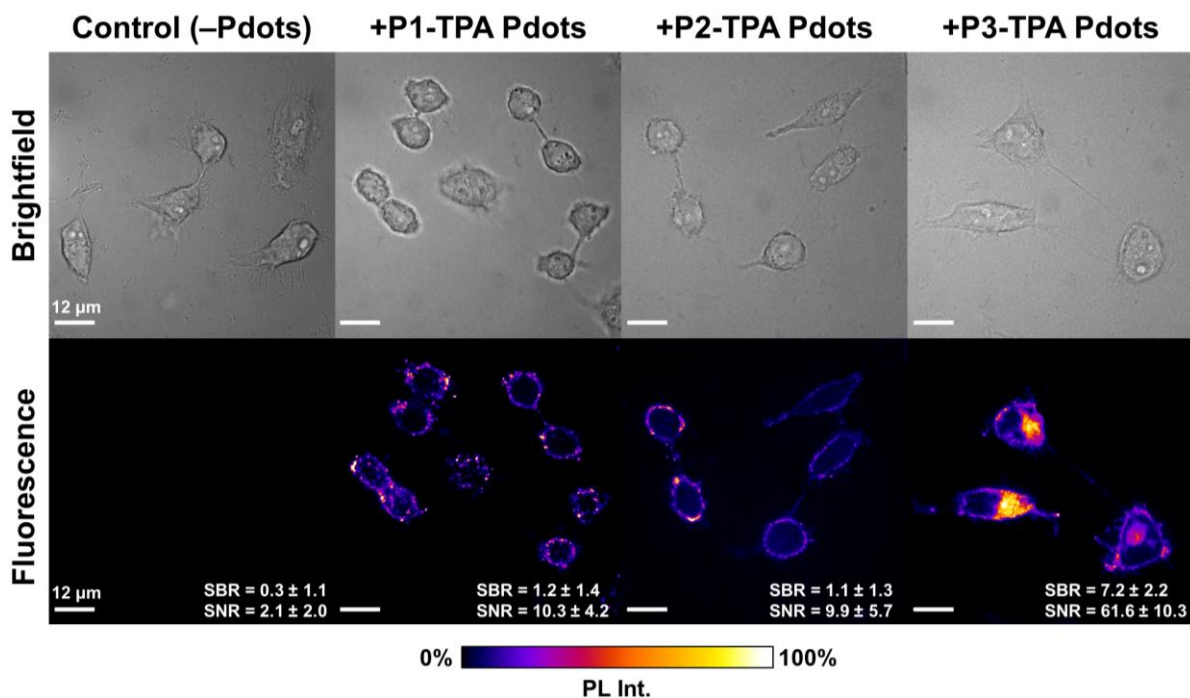 Control (–Pdots)
+P1-TPA Pdots
+P2-TPA Pdots
+P3-TPA Pdots
Brightfield
12 µm
Fluorescence
12 µm
SBR = 0.3 ± 1.1
SNR = 2.1 ± 2.0
SBR = 1.2 ± 1.4
SNR = 10.3 ± 4.2
SBR = 1.1 ± 1.3
SNR = 9.9 ± 5.7
SBR = 7.2 ± 2.2
SNR = 61.6 ± 10.3
0%
100%
PL Int.